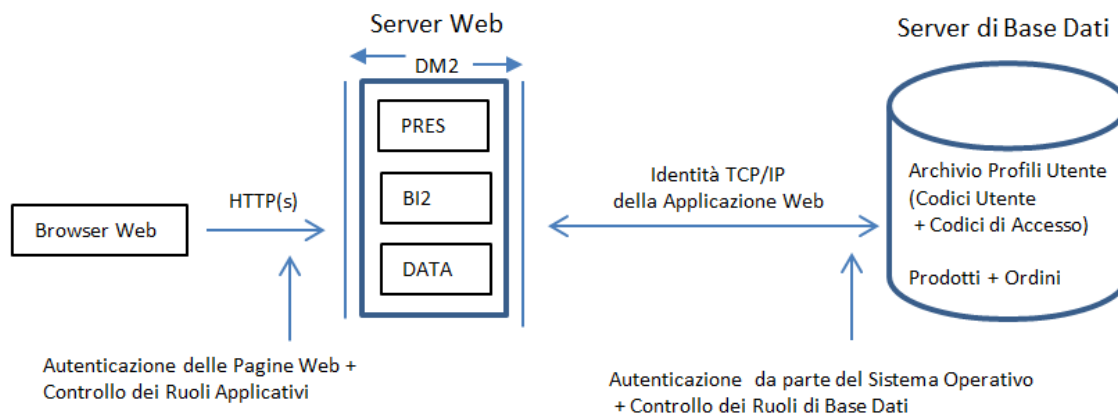 Server Web
Server di Base Dati
DM2
PRES
BI2
DATA
HTTP(s)
Browser Web
Identità TCP/IP
della Applicazione Web
Archivio Profili Utente
(Codici Utente
+ Codici di Accesso)
Prodotti + Ordini
Autenticazione delle Pagine Web +
Controllo dei Ruoli Applicativi
Autenticazione da parte del Sistema Operativo
+ Controllo dei Ruoli di Base Dati